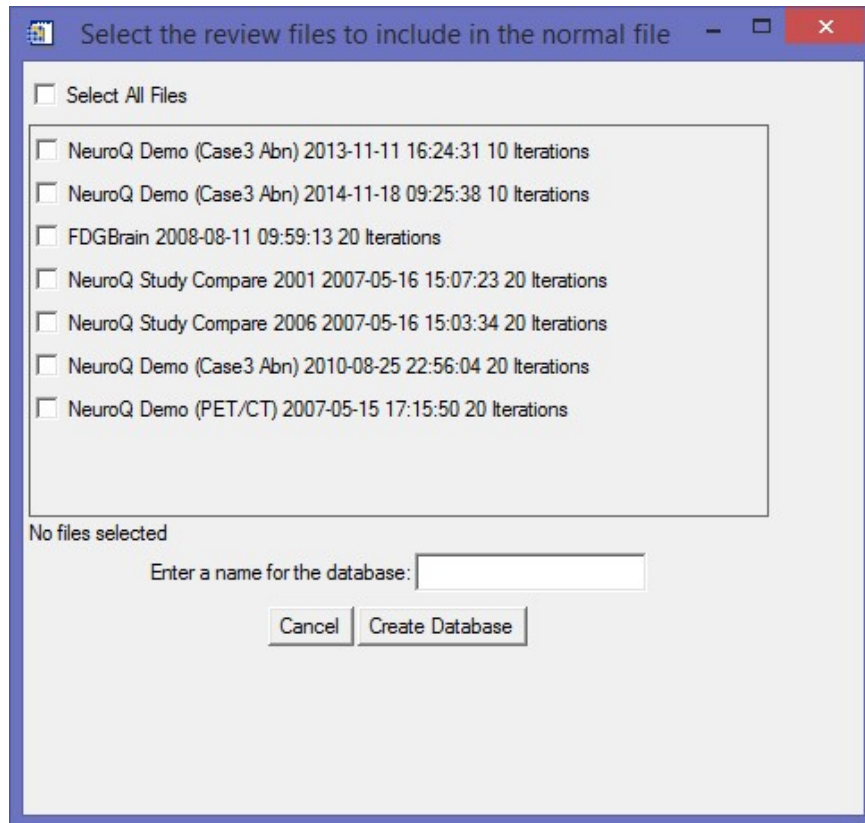 Select the review files to include in the normal file
Select All Files
NeuroQ Demo (Case3 Abn) 2013-11-11 16:24:31 10 Iterations
NeuroQ Demo (Case3 Abn) 2014-11-18 09:25:38 10 Iterations
FDGBrain 2008-08-11 09:59:13 20 Iterations
NeuroQ Study Compare 2001 2007-05-16 15:07:23 20 Iterations
NeuroQ Study Compare 2006 2007-05-16 15:03:34 20 Iterations
NeuroQ Demo (Case3 Abn) 2010-08-25 22:56:04 20 Iterations
NeuroQ Demo (PET/CT) 2007-05-15 17:15:50 20 Iterations
No files selected
Enter a name for the database:
Cancel Create Database